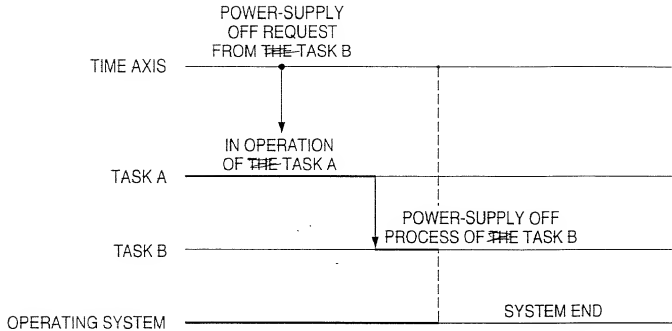 POWER-SUPPLY
OFF REQUEST
FROM THE TASK B
TIME AXIS
IN OPERATION
OF THE TASK A
TASK A
POWER-SUPPLY OFF
PROCESS OF THE TASK B
TASK B
SYSTEM END
OPERATING SYSTEM